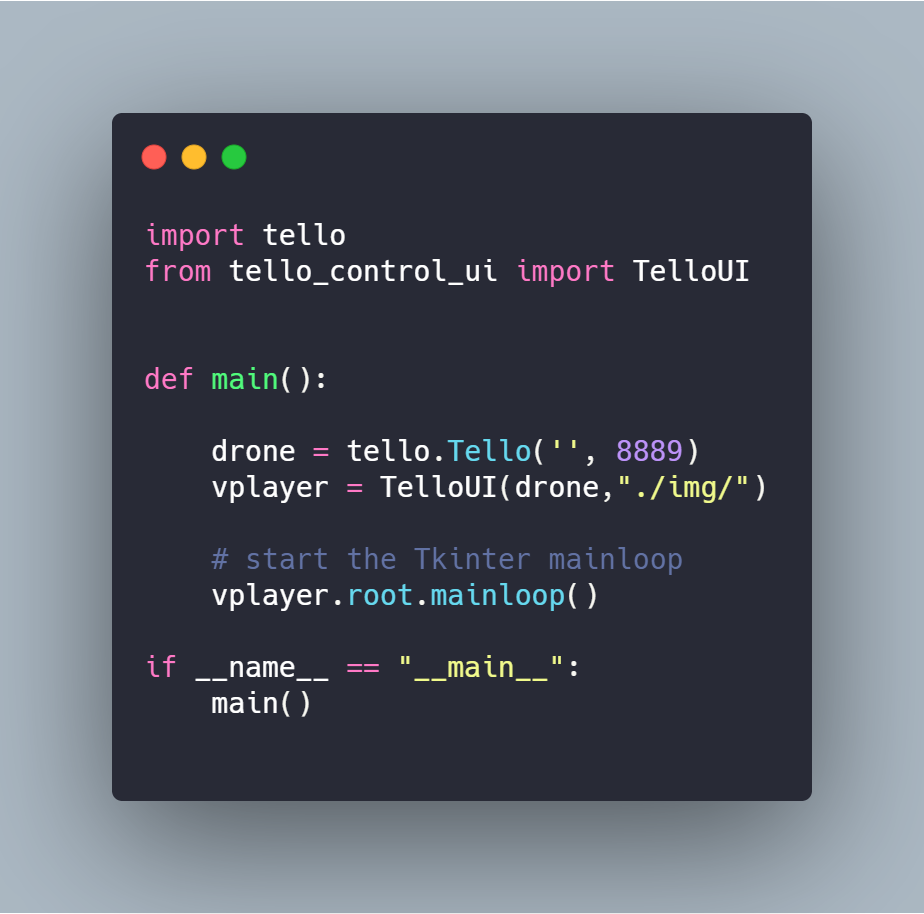 import tello
from tello_control_ui import TelloUI
def main():
    drone = tello.Tello('', 8889)
    vplayer = TelloUI(drone,"./img/")
    # start the Tkinter mainloop
    vplayer.root.mainloop()
if __name__ == "__main__":
    main()